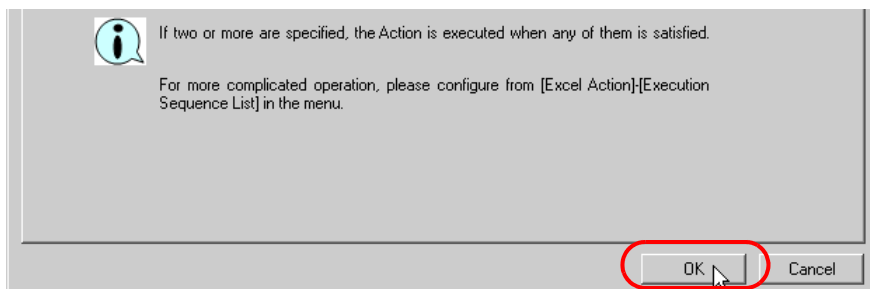 If two or more are specified, the Action is executed when any of them is satisfied.
For more complicated operation, please configure from [Excel Action]-[Execution
Sequence List] in the menu.
OK
Cancel